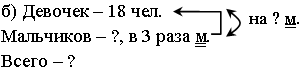 б) Девочек – 18 чел. на ? м.
Мальчиков – ?, в 3 раза м.
Всего – ?